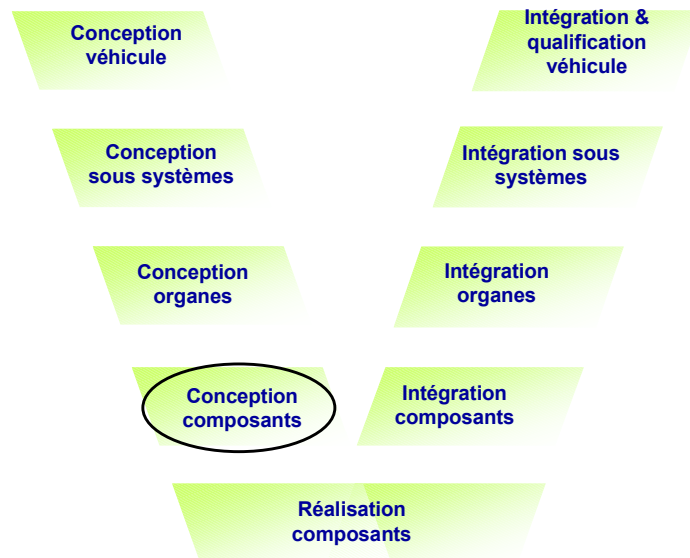 Conception
véhicule
Intégration &
qualification
véhicule
Conception
sous systèmes
Intégration sous
systèmes
Conception
organes
Intégration
organes
Conception
composants
Intégration
composants
Réalisation
composants